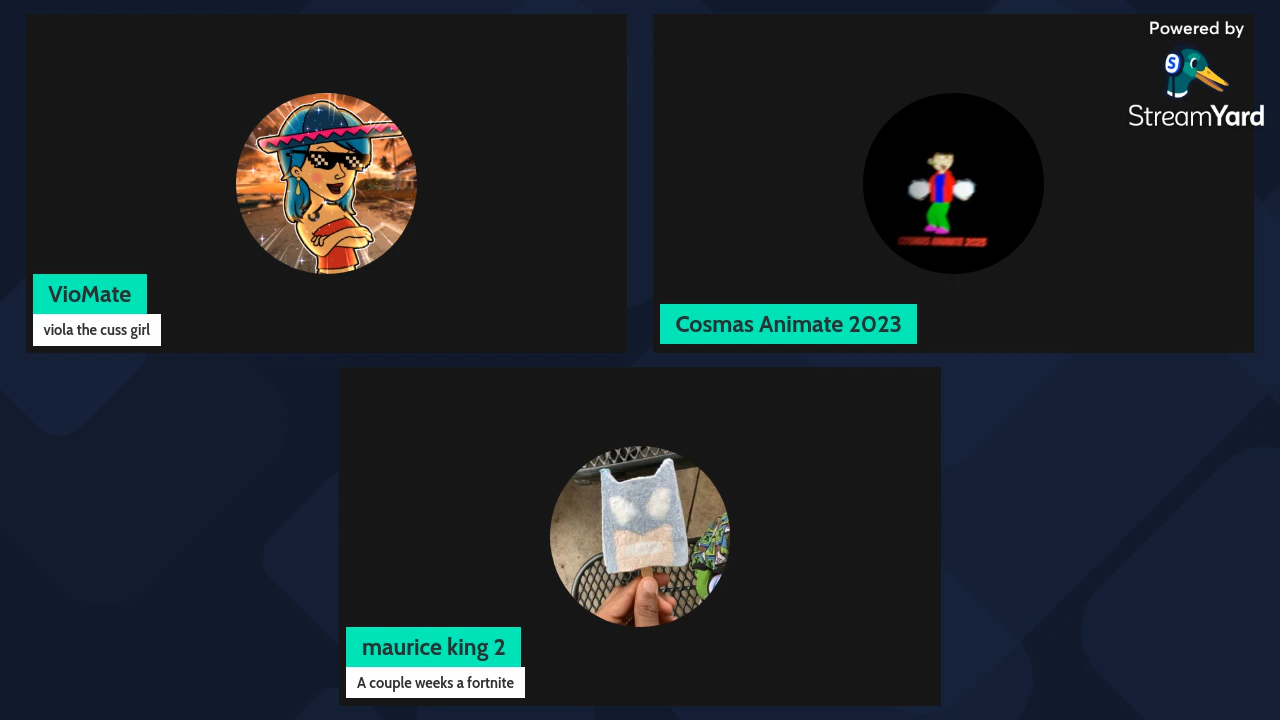 Powered by
StreamYard
VioMate
viola the cuss girl
Cosmas Animate 2023
maurice king 2
A couple weeks a fortnite